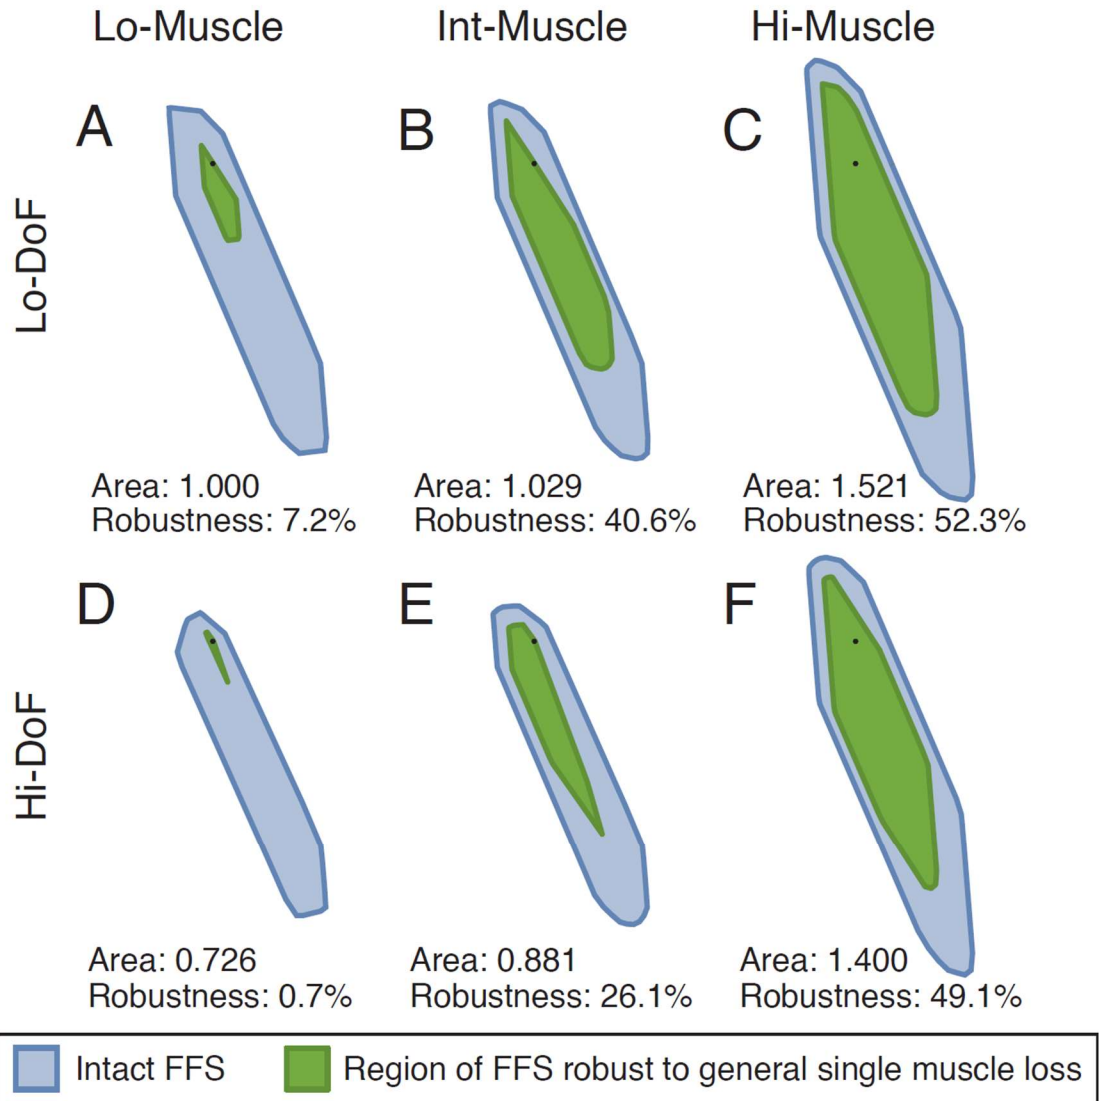 Lo-Muscle Int-Muscle Hi-Muscle
A B C
Lo-DoF
Area: 1.000 Area: 1.029 Area: 1.521
Robustness: 7.2% Robustness: 40.6% Robustness: 52.3%
D E F
Hi-DoF
Area: 0.726 Area: 0.881 Area: 1.400
Robustness: 0.7% Robustness: 26.1% Robustness: 49.1%
Intact FFS Region of FFS robust to general single muscle loss